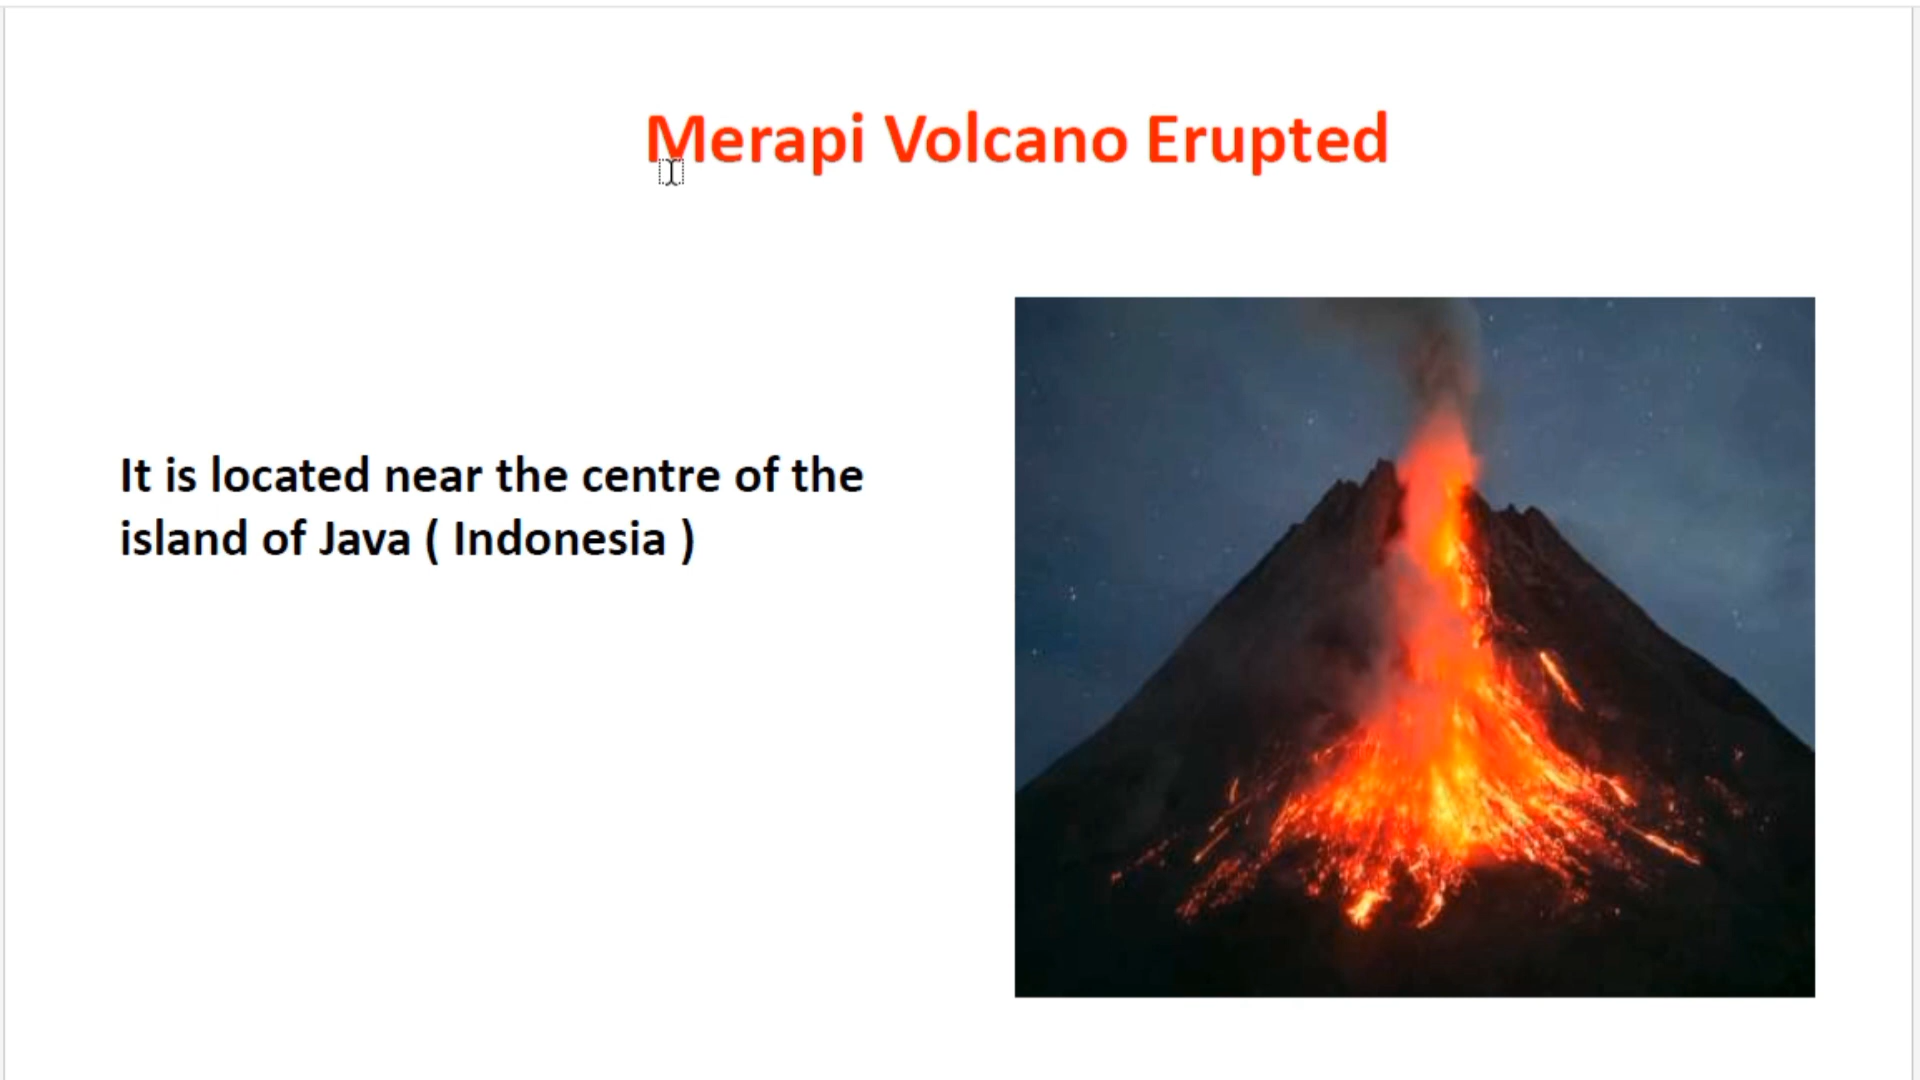 Merapi Volcano Erupted
It is located near the centre of the
island of Java ( Indonesia )